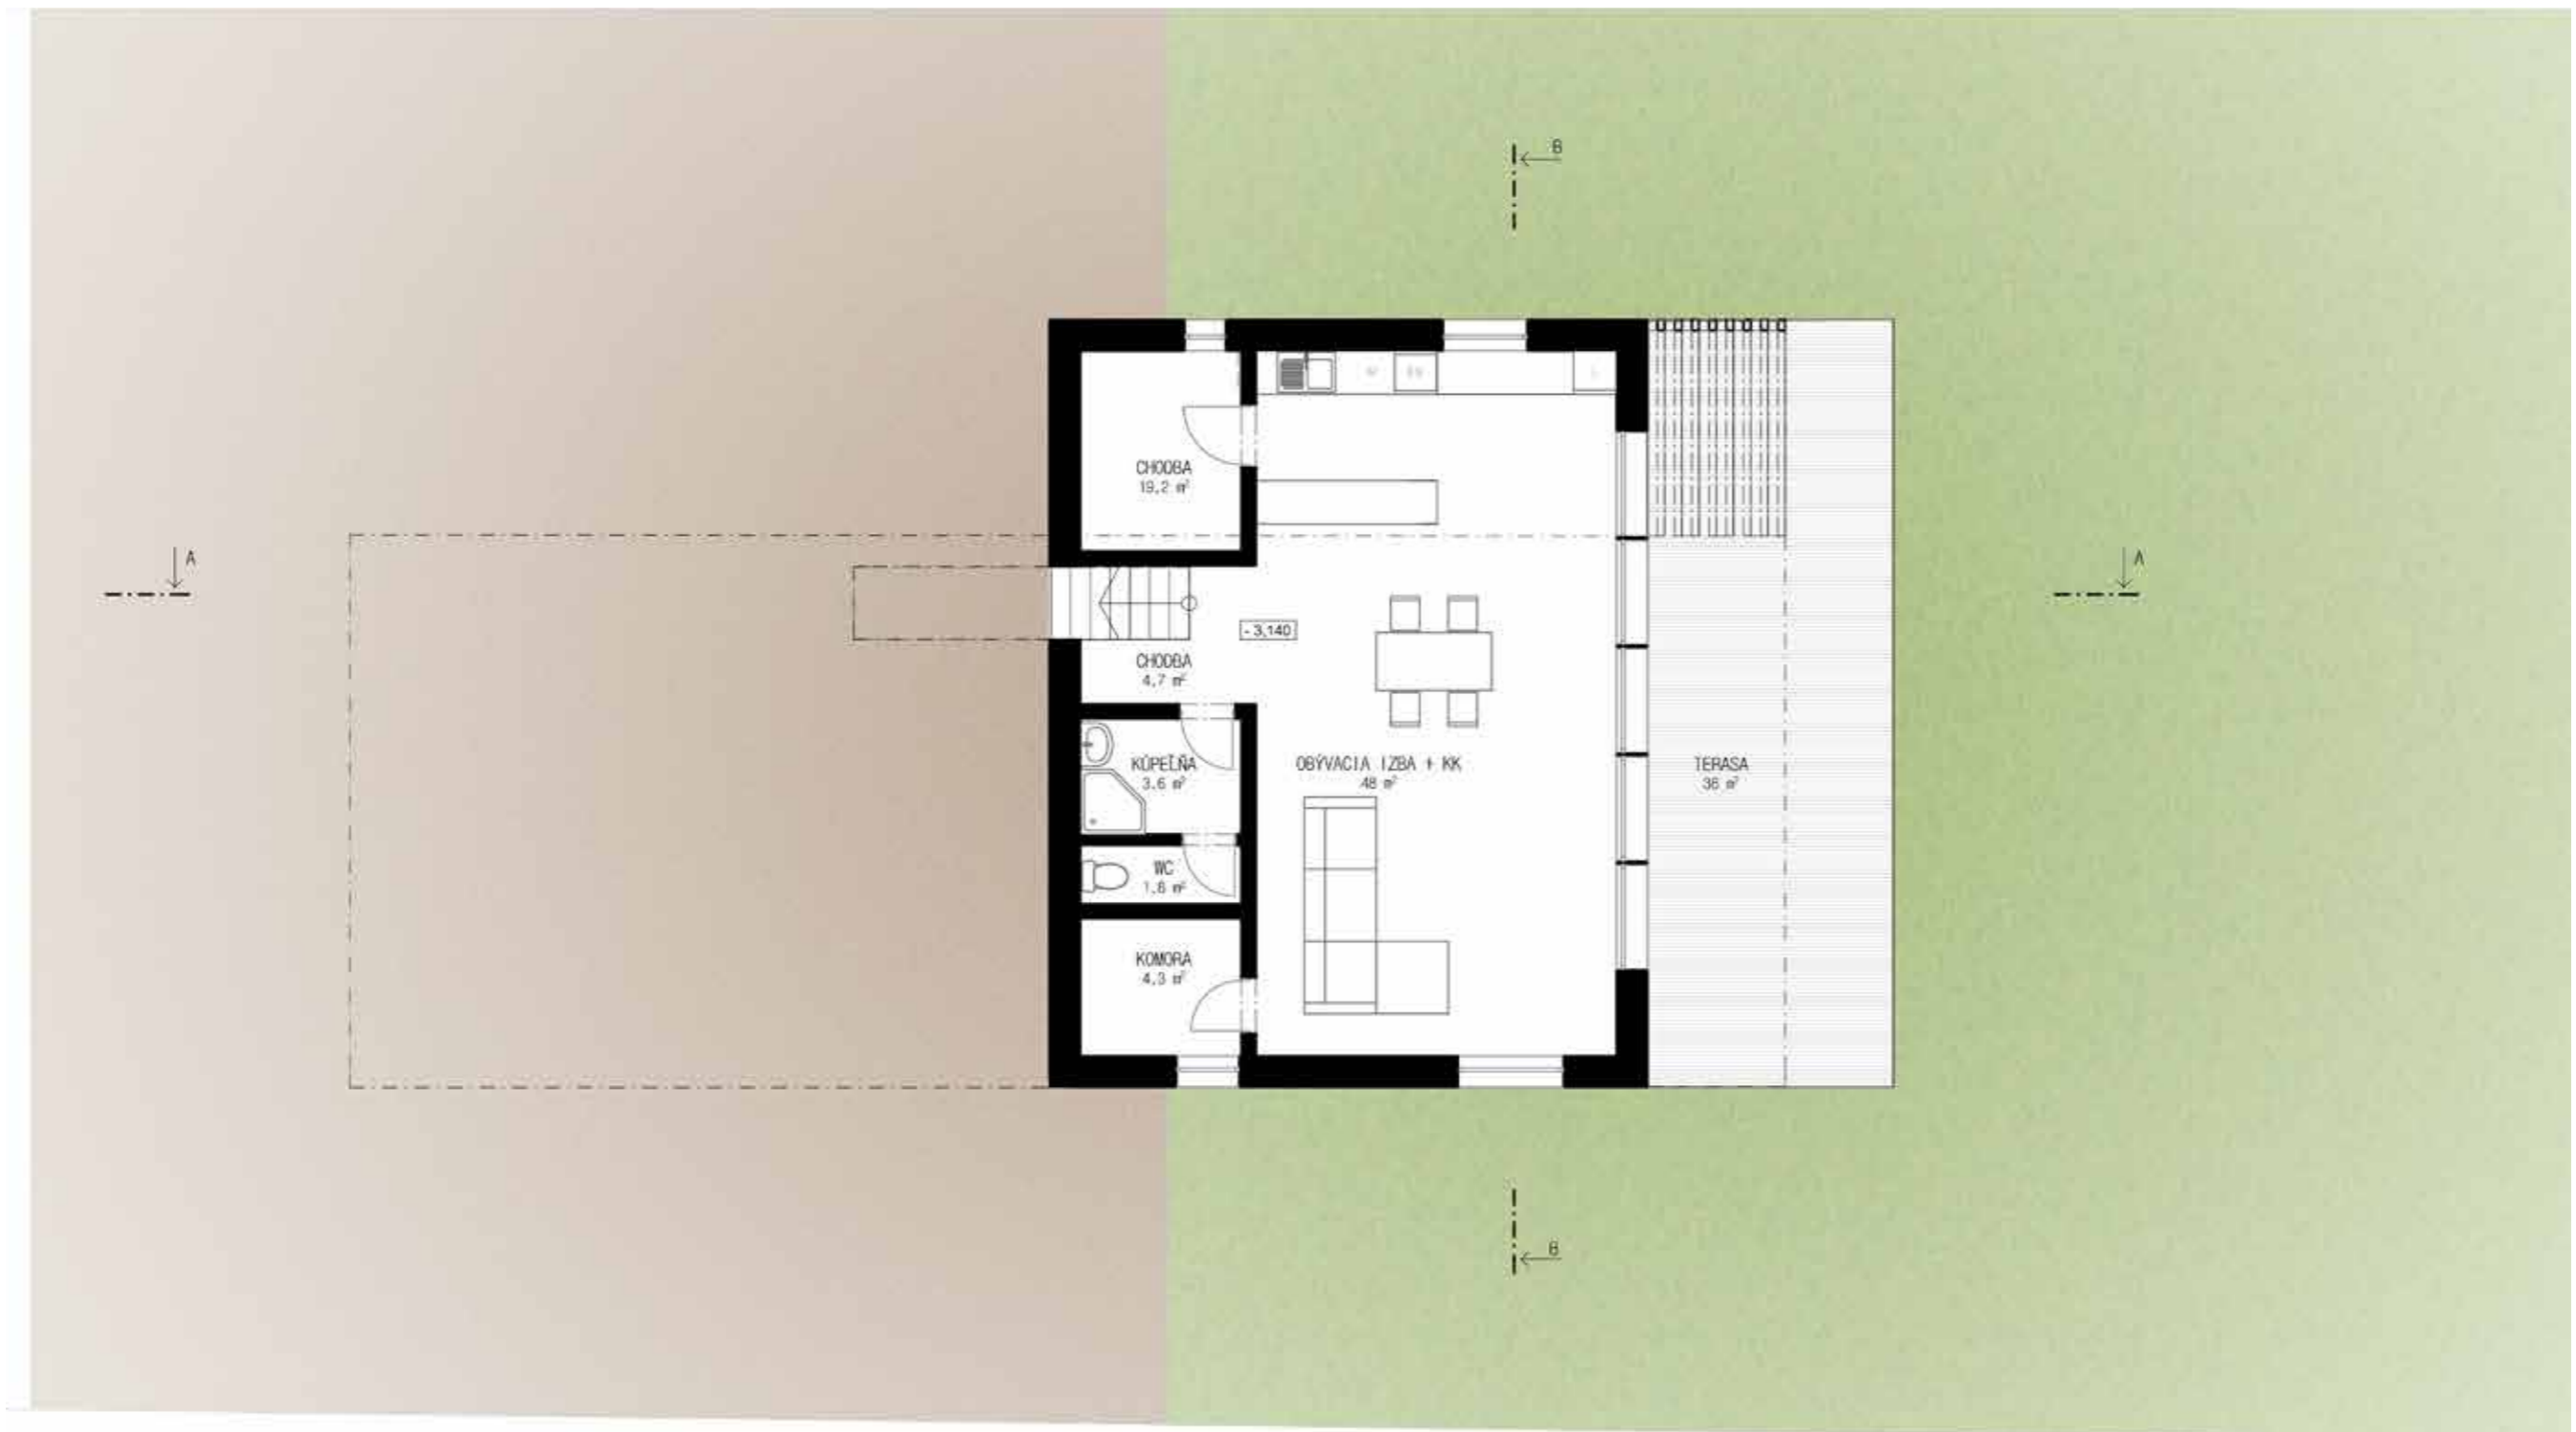 B
CHODBA
19,2 m²
A
A
- 3,140
CHODBA
4,7 m²
KÚPEĽŇA
3.6 m²
OBÝVACIA IZBA + KK
48 m²
TERASA
36 m²
WC
1,6 m²
KOMORA
4,3 m²
B